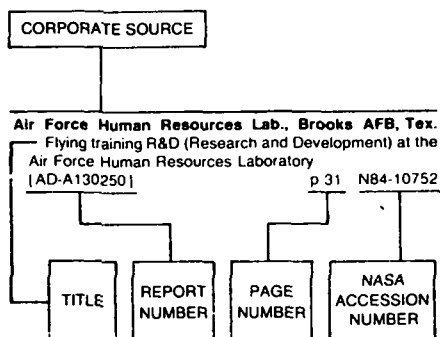 CORPORATE SOURCE
Air Force Human Resources Lab., Brooks AFB, Tex.
Flying training R&D (Research and Development) at the
Air Force Human Resources Laboratory
[AD-A130250] p 31 N84-10752
TITLE
REPORT
NUMBER
PAGE
NUMBER
NASA
ACCESSION
NUMBER